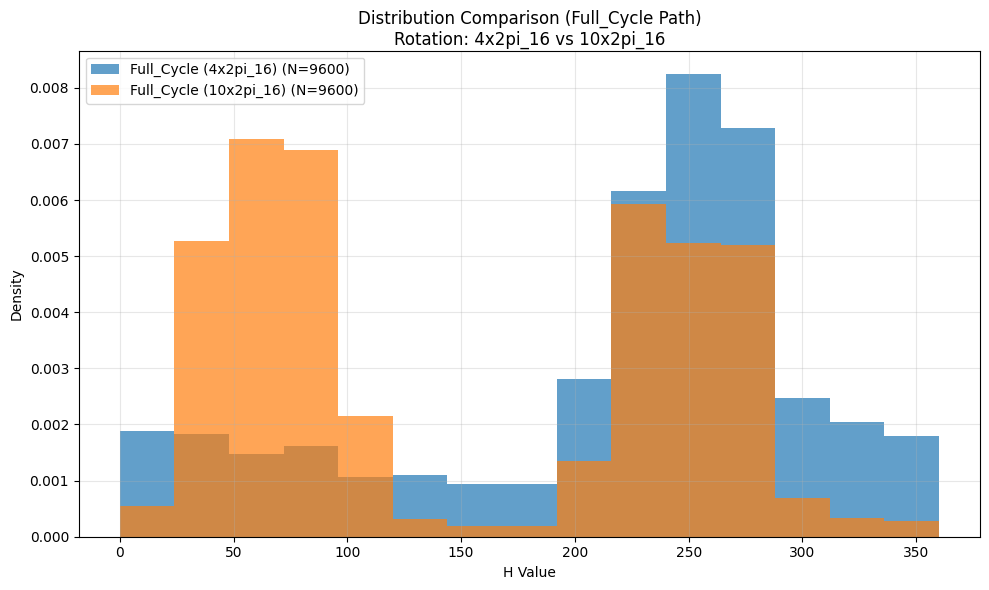 Distribution Comparison (Full_Cycle Path)
Rotation: 4x2pi_16 vs 10x2pi_16
Full_Cycle (4x2pi_16) (N=9600)
Full_Cycle (10x2pi_16) (N=9600)
Density
0.008
0.007
0.006
0.005
0.004
0.003
0.002
0.001
0.000
0 50 100 150 200 250 300 350
H Value